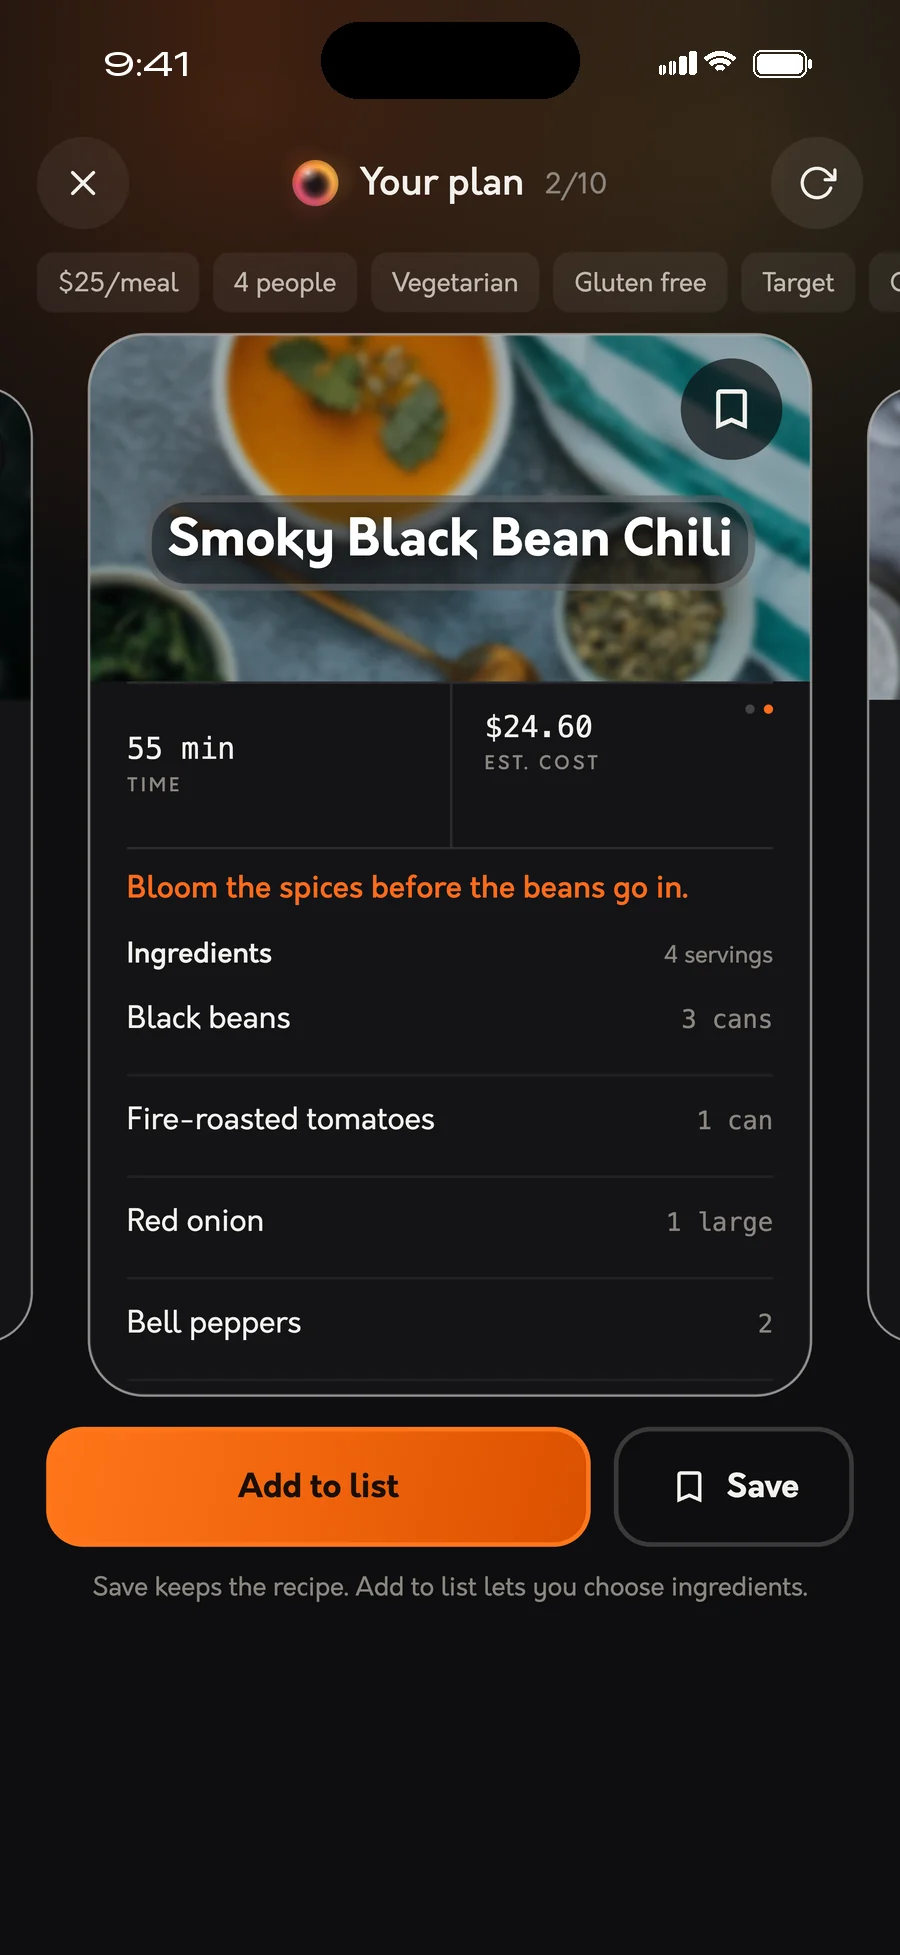 9:41
Your plan 2/10
$25/meal 4 people Vegetarian Gluten free Target
Smoky Black Bean Chili
55 min
TIME
$24.60
EST. COST
Bloom the spices before the beans go in.
Ingredients 4 servings
Black beans 3 cans
Fire-roasted tomatoes 1 can
Red onion 1 large
Bell peppers 2
Add to list Save
Save keeps the recipe. Add to list lets you choose ingredients.